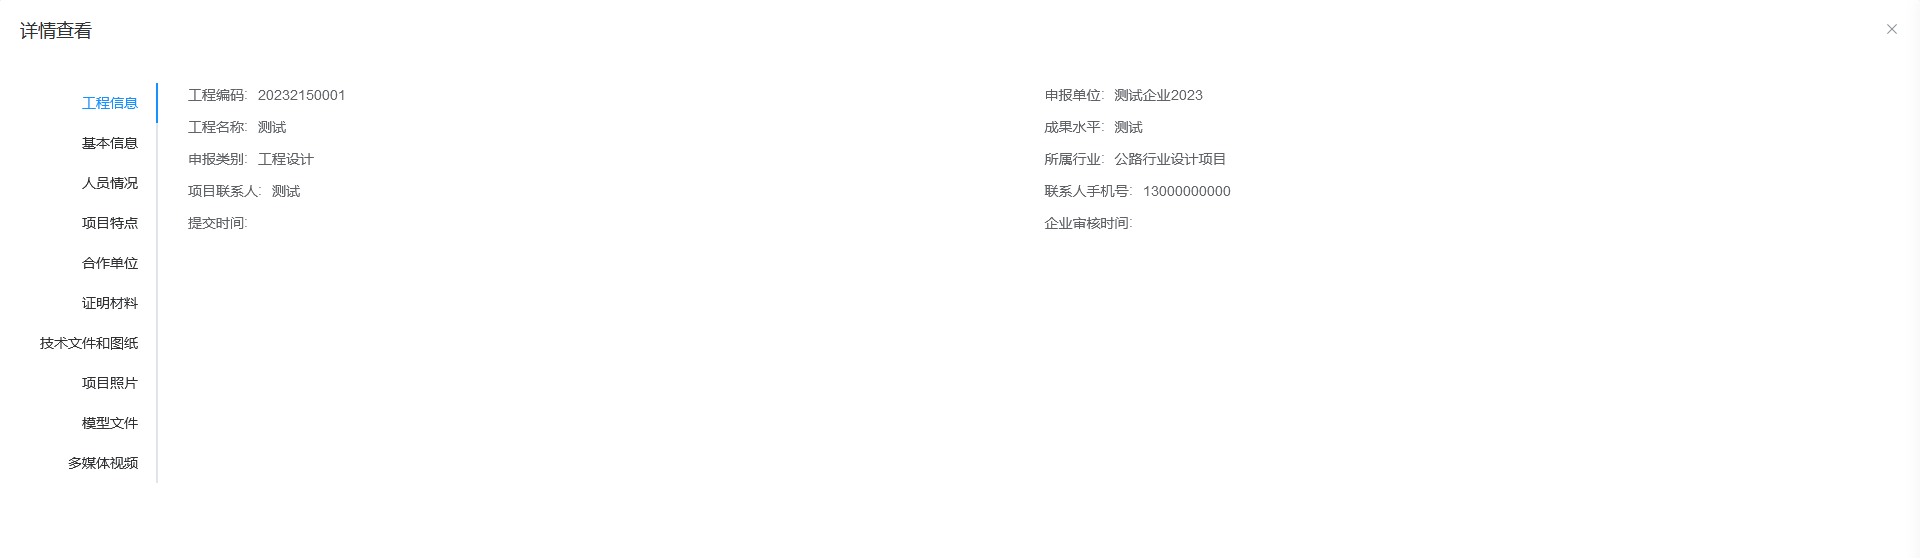 详情查看
工程信息
基本信息
人员情况
项目特点
合作单位
证明材料
技术文件和图纸
项目照片
模型文件
多媒体视频
工程编码: 20232150001
申报单位: 测试企业2023
工程名称: 测试
成果水平: 测试
申报类别: 工程设计
所属行业: 公路行业设计项目
项目联系人: 测试
联系人手机号: 13000000000
提交时间:
企业审核时间: